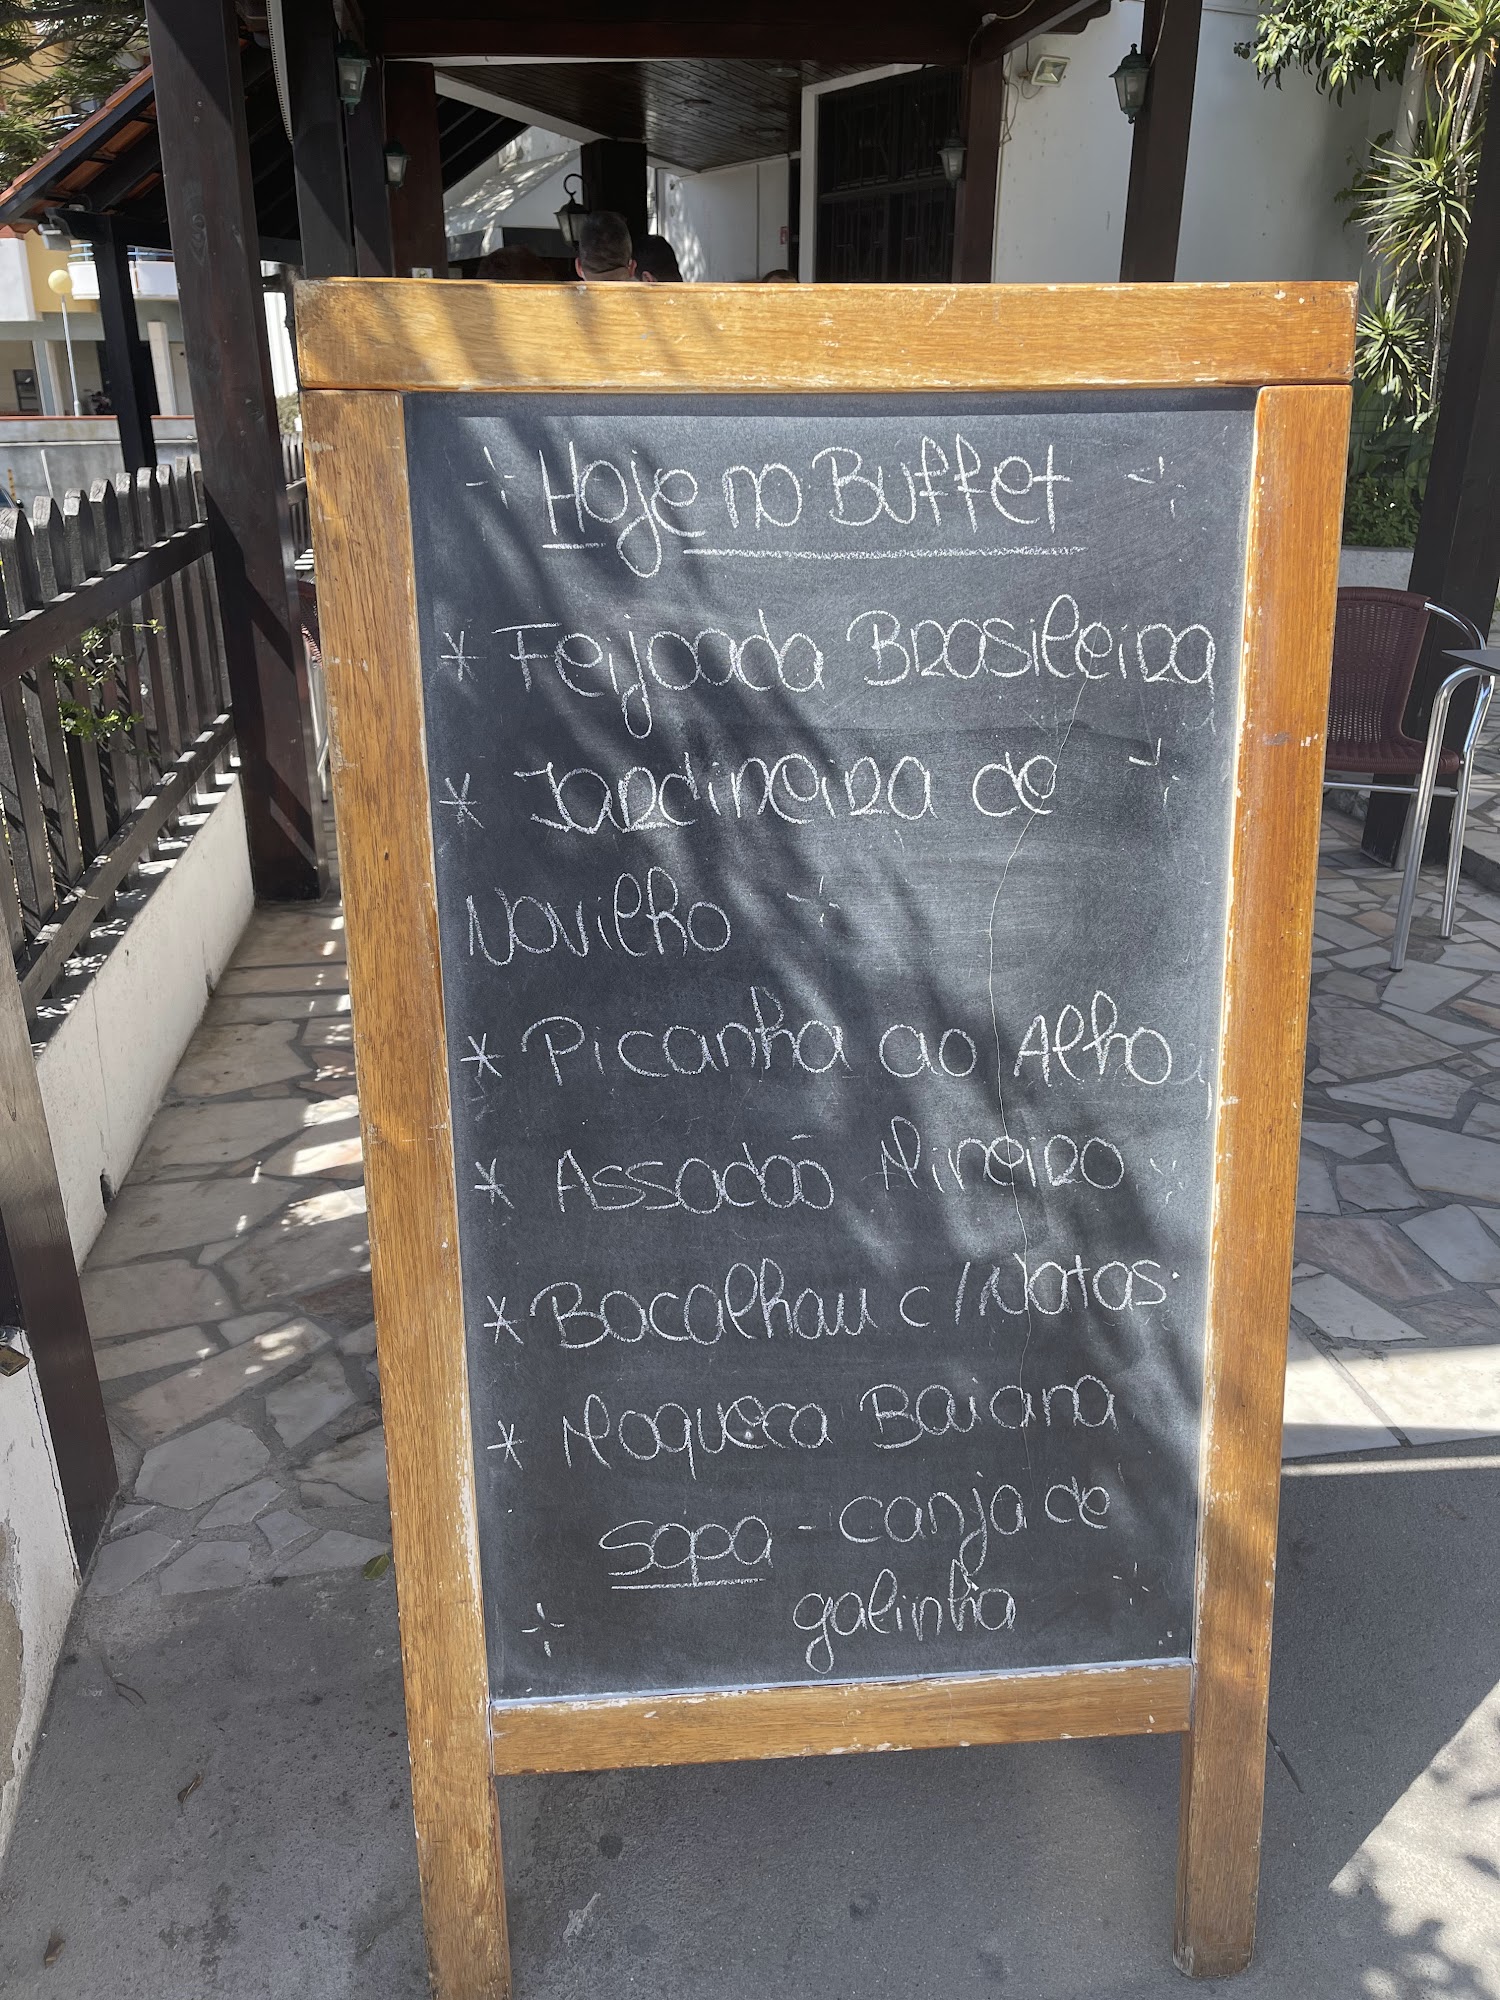 Hoje no Buffet
* Feijoada Brasileira
* Jardineira de
Novilho
* Picanha ao Alho
* Assadão Mineiro
* Bacalhau c/Natas
* Moqueca Baiana
Sopa - canja de
galinha